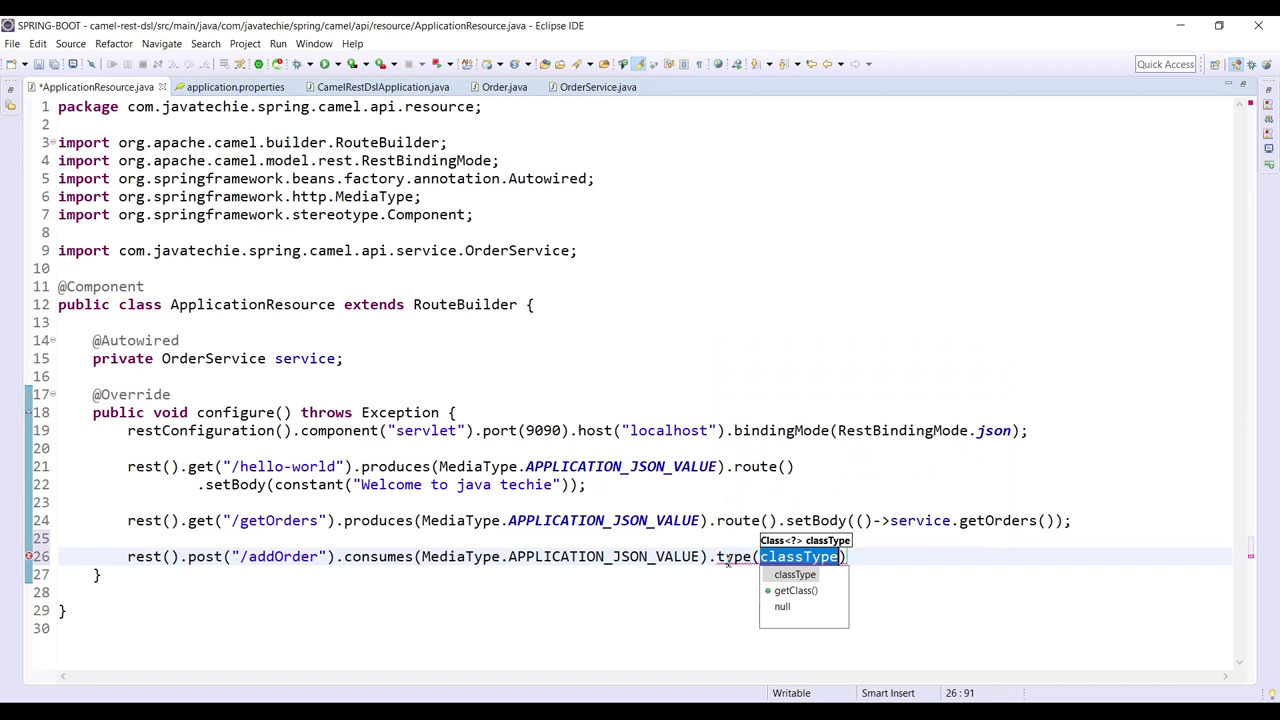 SPRING-BOOT - camel-rest-dsl/src/main/java/com/javatechie/spring/camel/api/resource/ApplicationResource.java - Eclipse IDE
File Edit Source Refactor Navigate Search Project Run Window Help
Quick Access
*ApplicationResource.java application.properties CamelRestDslApplication.java Order.java OrderService.java
1 package com.javatechie.spring.camel.api.resource;
2
3 import org.apache.camel.builder.RouteBuilder;
4 import org.apache.camel.model.rest.RestBindingMode;
5 import org.springframework.beans.factory.annotation.Autowired;
6 import org.springframework.http.MediaType;
7 import org.springframework.stereotype.Component;
8
9 import com.javatechie.spring.camel.api.service.OrderService;
10
11 @Component
12 public class ApplicationResource extends RouteBuilder {
13
14 @Autowired
15 private OrderService service;
16
17 @Override
18 public void configure() throws Exception {
19 restConfiguration().component("servlet").port(9090).host("localhost").bindingMode(RestBindingMode.json);
20
21 rest().get("/hello-world").produces(MediaType.APPLICATION_JSON_VALUE).route()
22 .setBody(constant("Welcome to java techie"));
23
24 rest().get("/getOrders").produces(MediaType.APPLICATION_JSON_VALUE).route().setBody(()->service.getOrders());
25
Class<?> classType
26 rest().post("/addOrder").consumes(MediaType.APPLICATION_JSON_VALUE).type(classType)
27 }
classType
getClass()
28
null
29 }
30
Writable Smart Insert 26 : 91